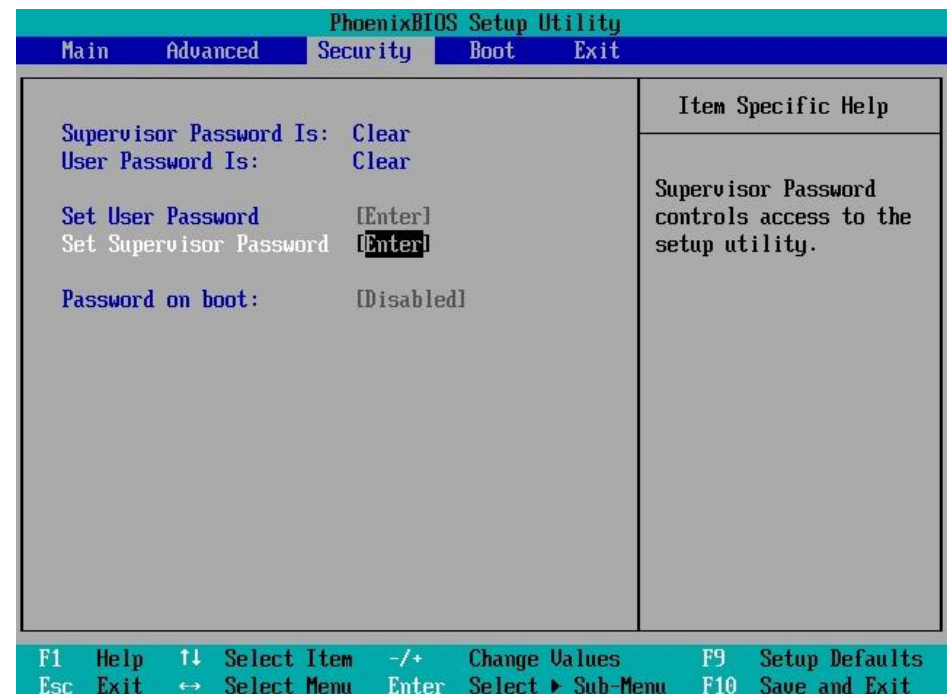 PhoenixBIOS Setup Utility
Main Advanced Security Boot Exit
Item Specific Help
Supervisor Password Is: Clear
User Password Is: Clear
Set User Password [Enter]
Set Supervisor Password [Enter]
Password on boot: [Disabled]
Supervisor Password
controls access to the
setup utility.
F1 Help ↑↓ Select Item -/+ Change Values F9 Setup Defaults
Esc Exit ↔ Select Menu Enter Select ▶ Sub-Menu F10 Save and Exit